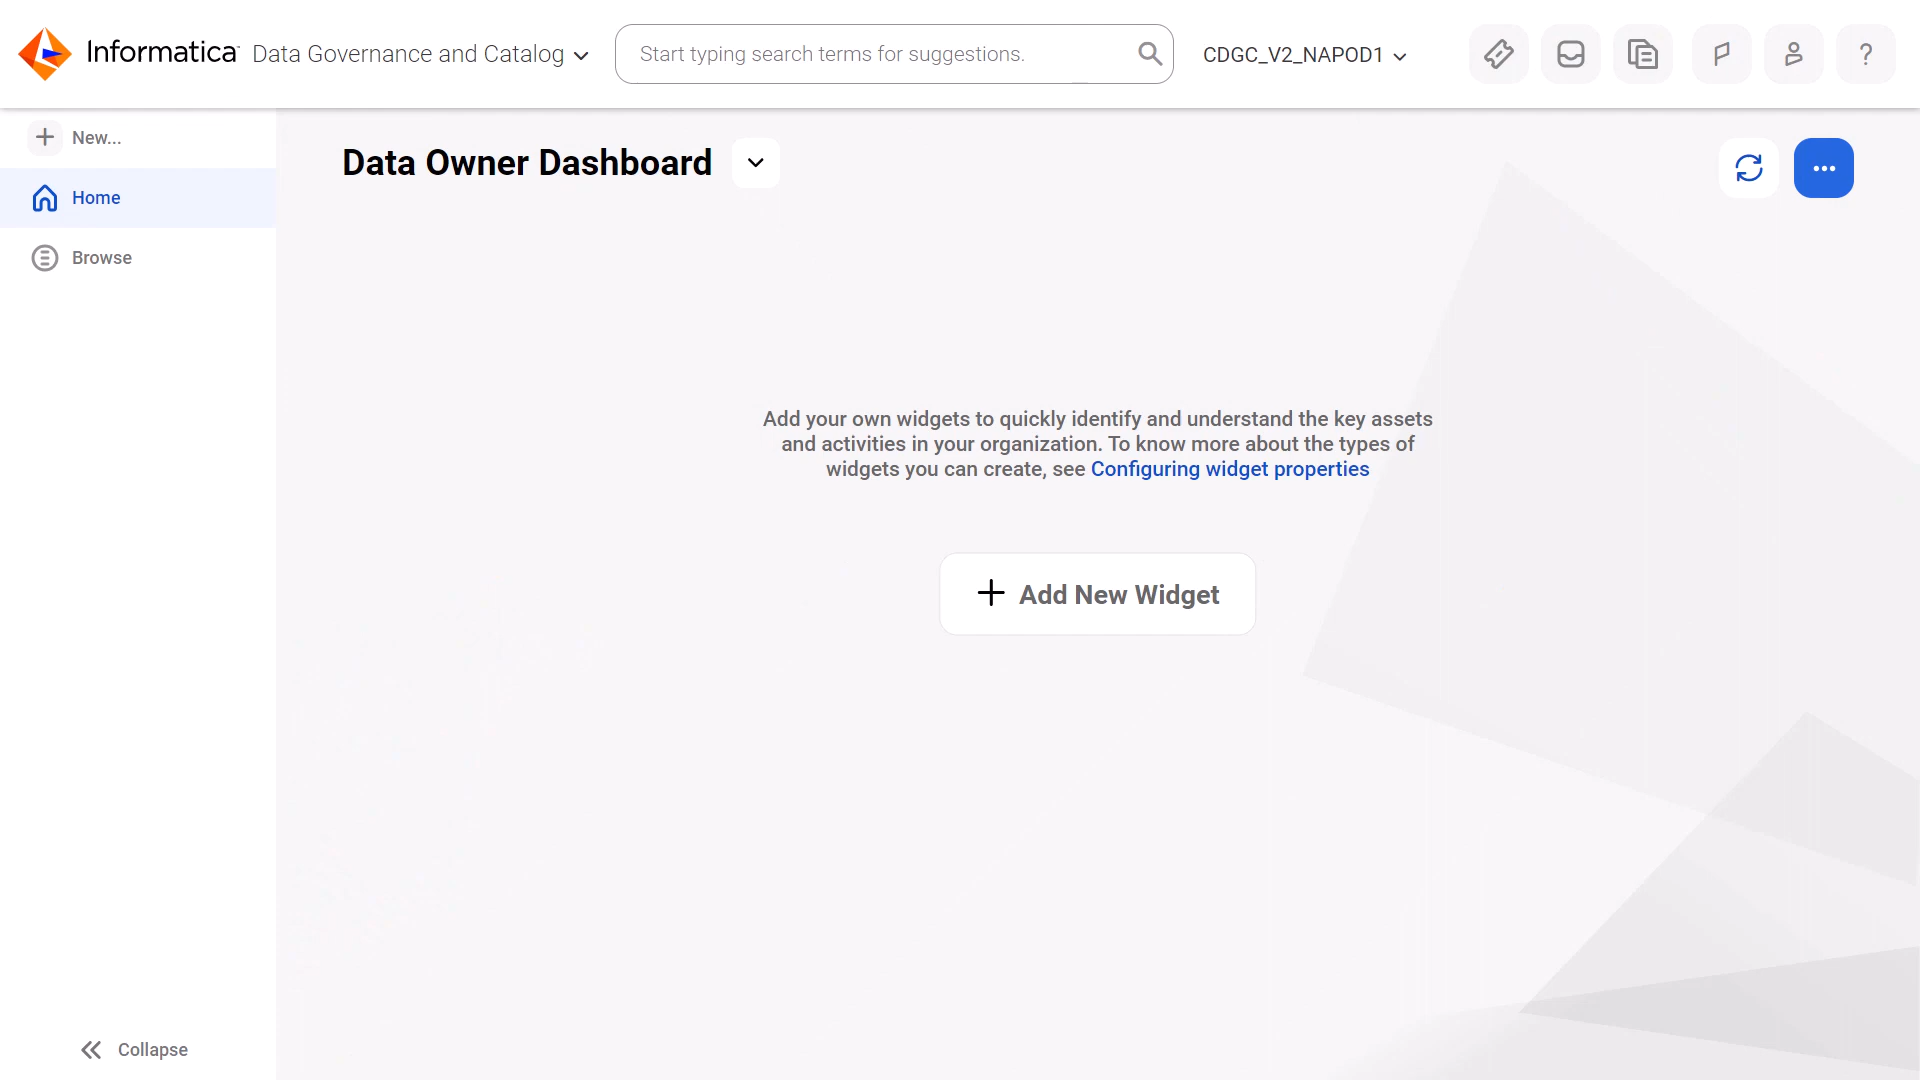 Informatica Data Governance and Catalog
Start typing search terms for suggestions.
CDGC_V2_NAPOD1
?
New...
Home
Browse
Data Owner Dashboard
Add your own widgets to quickly identify and understand the key assets
and activities in your organization. To know more about the types of
widgets you can create, see Configuring widget properties
Add New Widget
Collapse